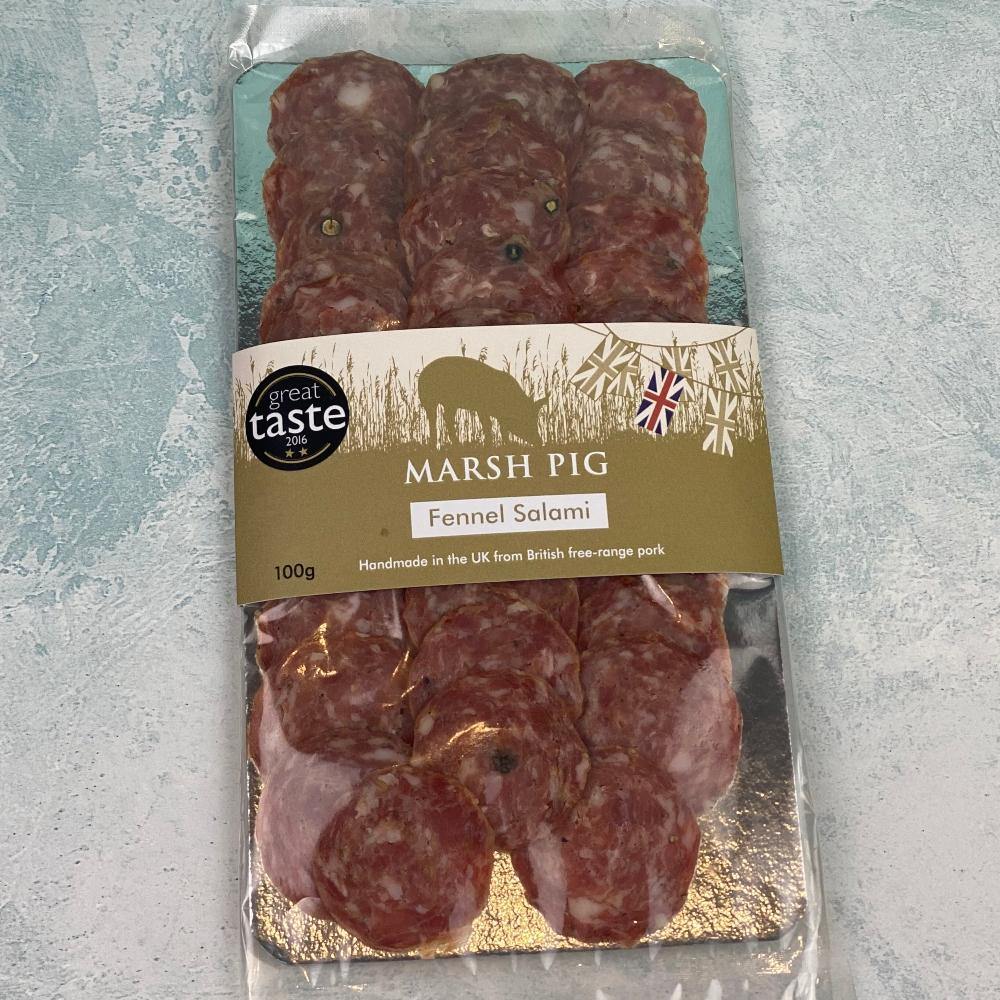 great
taste
2016
MARSH PIG
Fennel Salami
Handmade in the UK from British free-range pork
100g